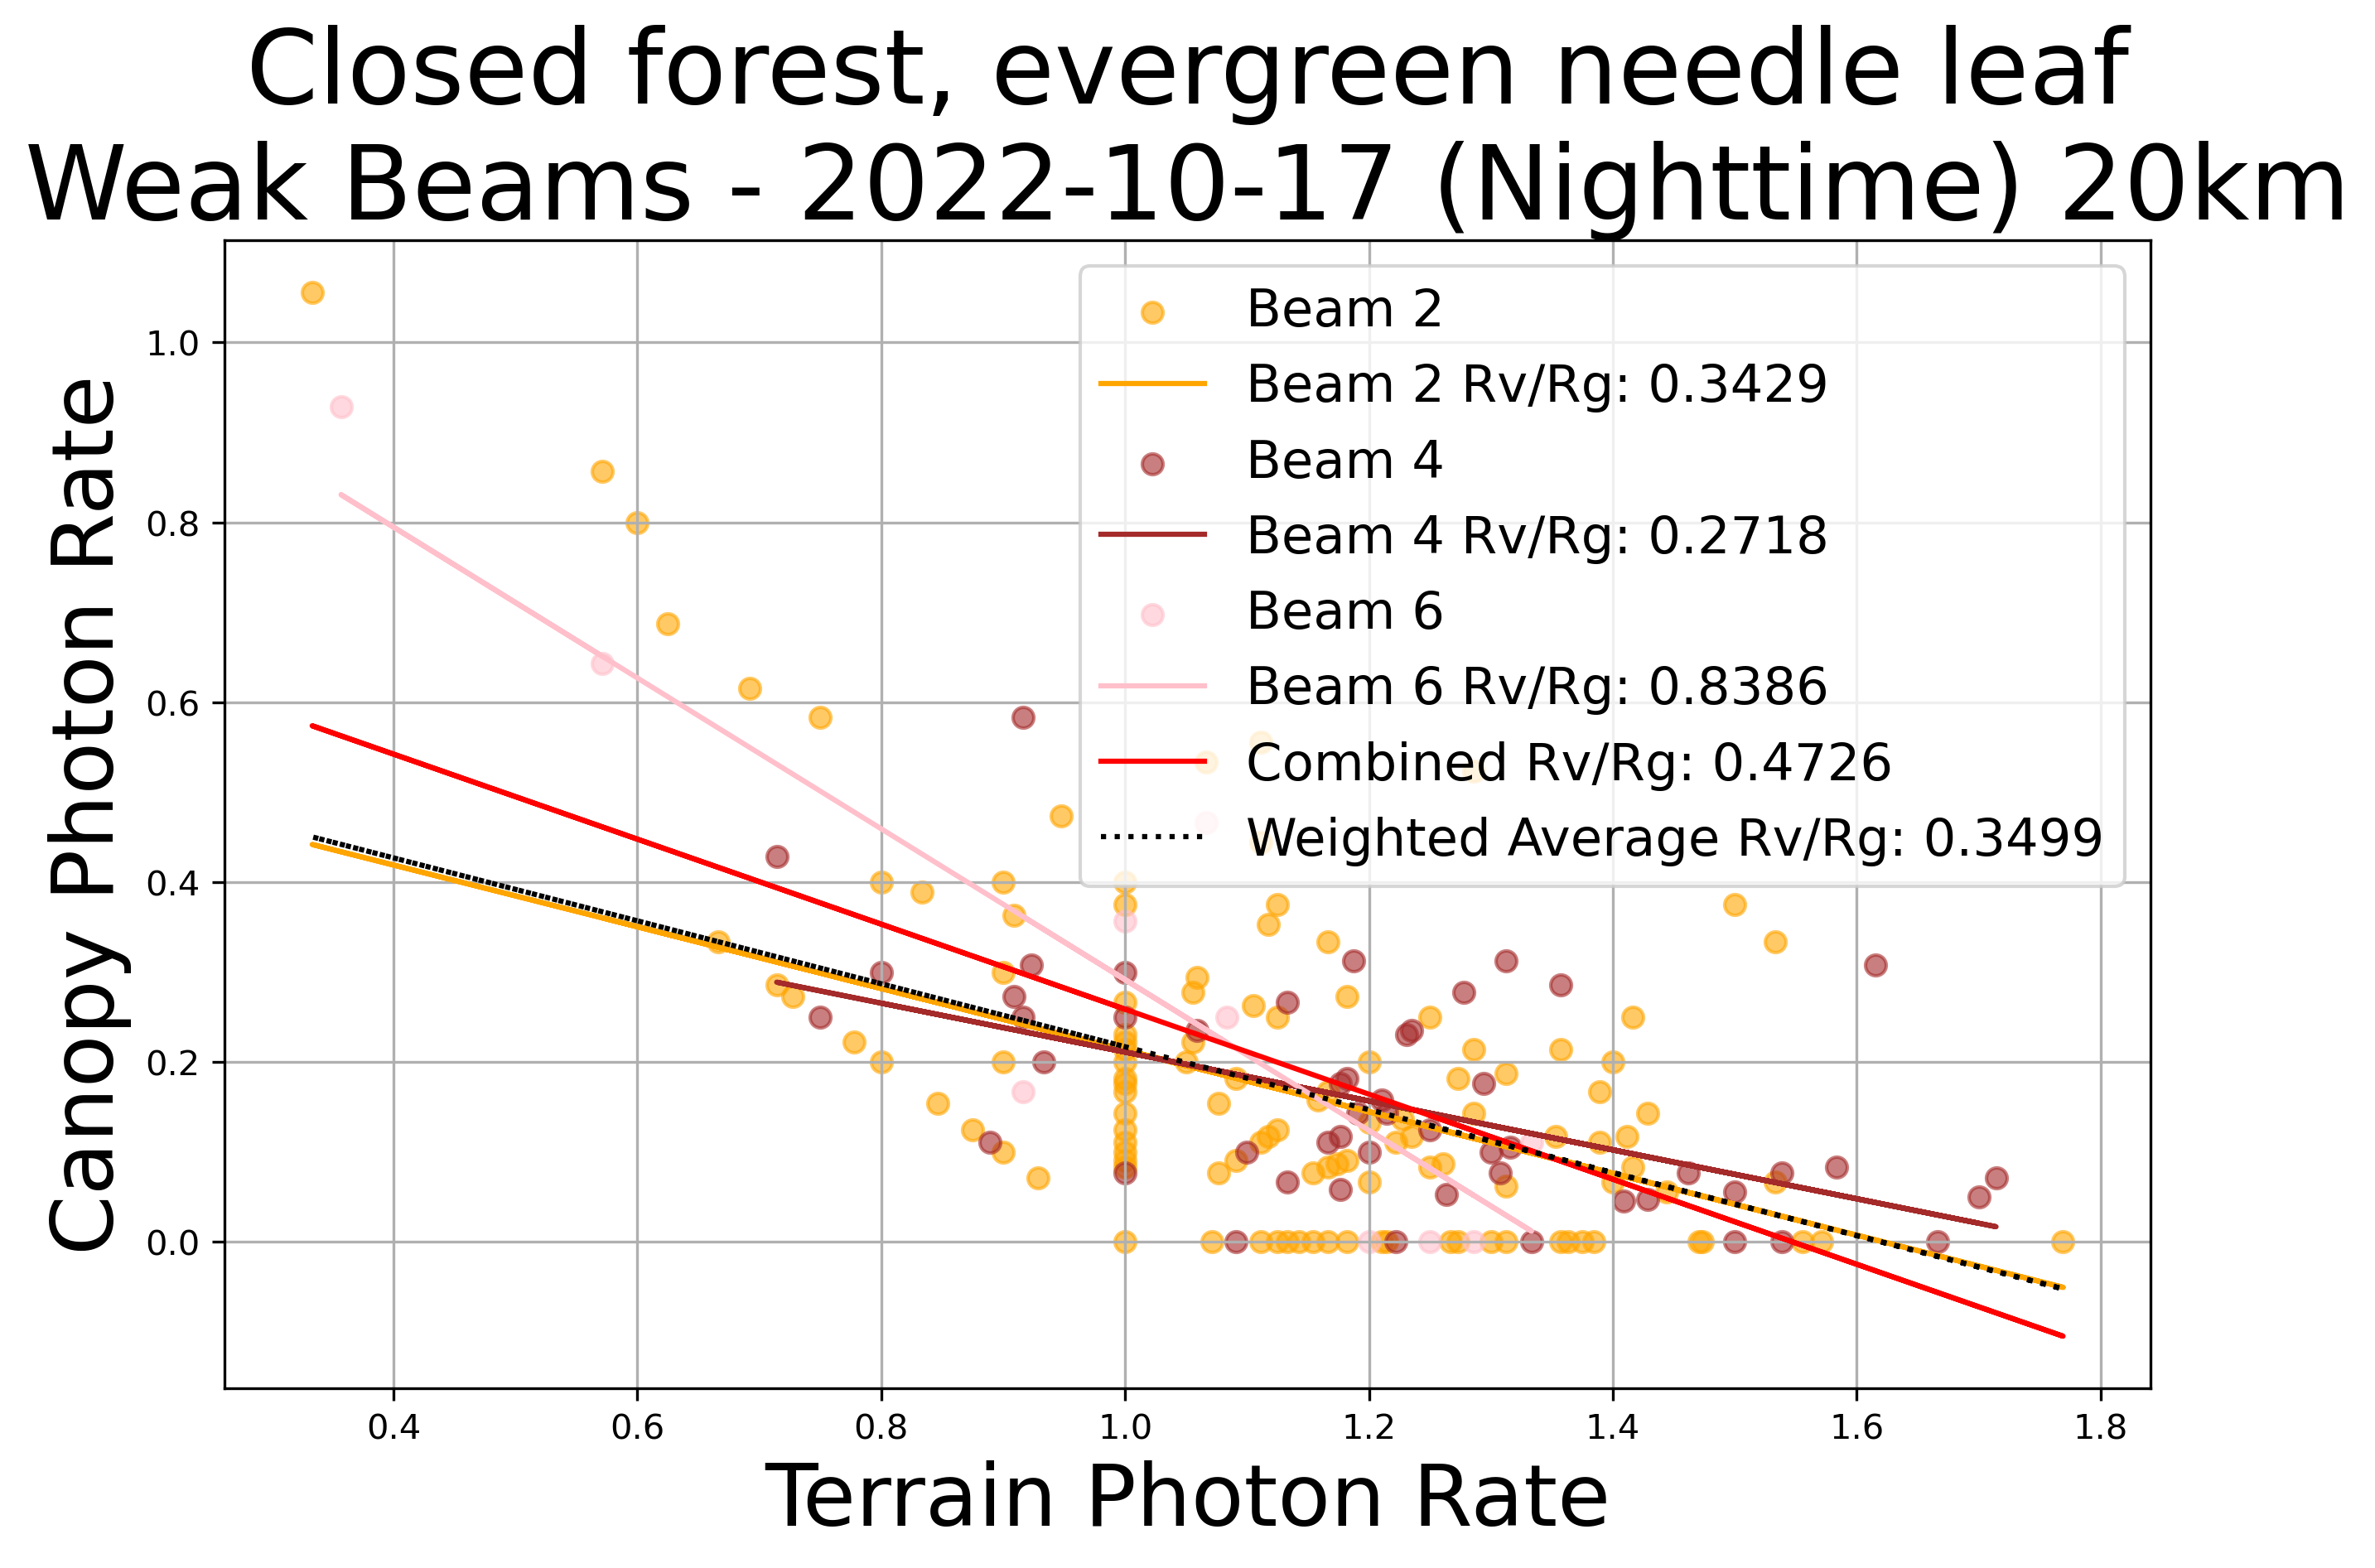 Closed forest, evergreen needle leaf
Weak Beams - 2022-10-17 (Nighttime) 20km
Beam 2
Beam 2 Rv/Rg: 0.3429
Beam 4
Beam 4 Rv/Rg: 0.2718
Beam 6
Beam 6 Rv/Rg: 0.8386
Combined Rv/Rg: 0.4726
Weighted Average Rv/Rg: 0.3499
Canopy Photon Rate
1.0
0.8
0.6
0.4
0.2
0.0
0.4 0.6 0.8 1.0 1.2 1.4 1.6 1.8
Terrain Photon Rate